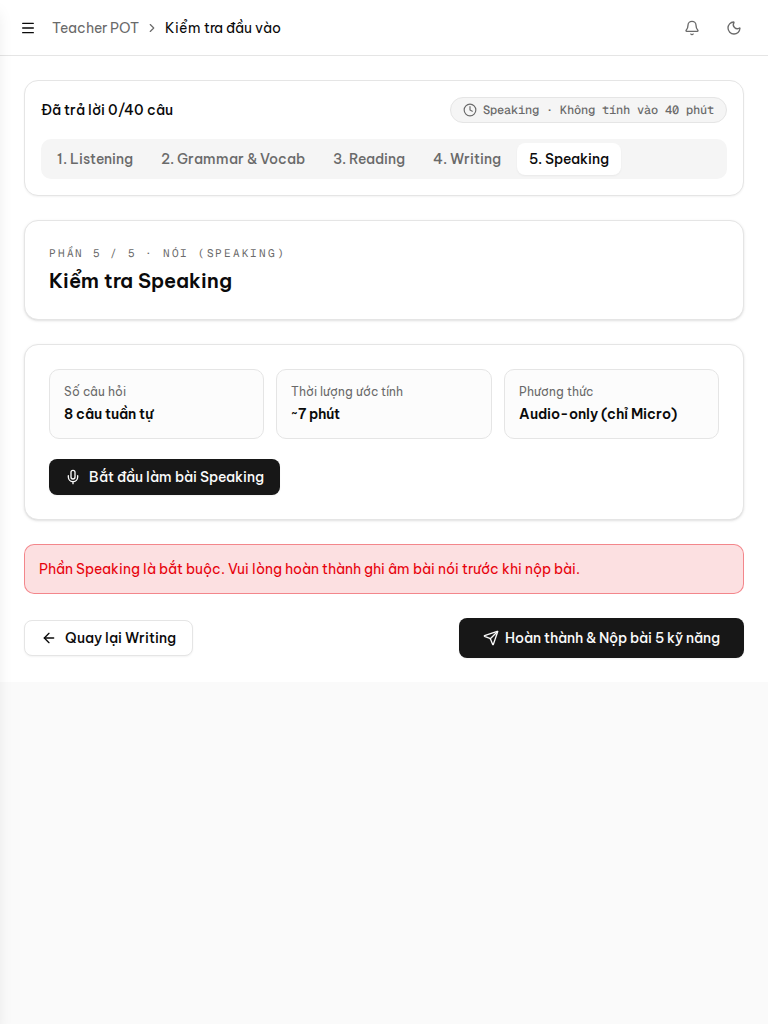 Teacher POT > Kiểm tra đầu vào
Đã trả lời 0/40 câu
Speaking · Không tính vào 40 phút
1. Listening
2. Grammar & Vocab
3. Reading
4. Writing
5. Speaking
PHẦN 5 / 5 · NÓI (SPEAKING)
Kiểm tra Speaking
Số câu hỏi
8 câu tuần tự
Thời lượng ước tính
~7 phút
Phương thức
Audio-only (chỉ Micro)
Bắt đầu làm bài Speaking
Phần Speaking là bắt buộc. Vui lòng hoàn thành ghi âm bài nói trước khi nộp bài.
Quay lại Writing
Hoàn thành & Nộp bài 5 kỹ năng